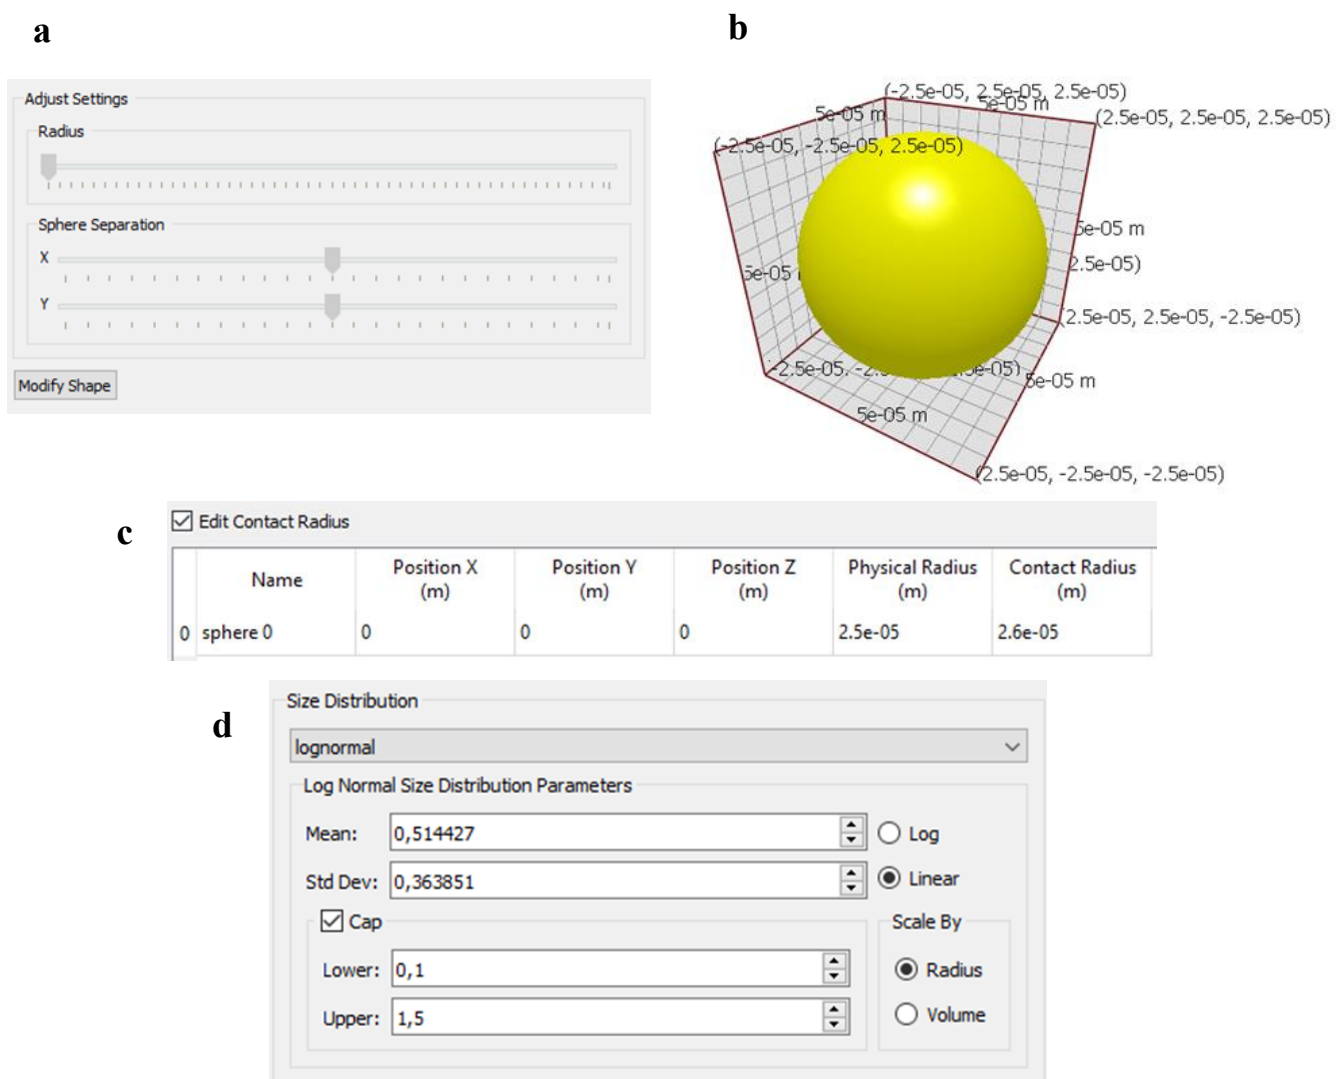 a
Adjust Settings
Radius
Sphere Separation
X
Y
Modify Shape
b
(-2.5e-05, 2.5e-05, 2.5e-05)
5e-05 m
5e-05 m
(2.5e-05, 2.5e-05, 2.5e-05)
(-2.5e-05, -2.5e-05, 2.5e-05)
5e-05 m
2.5e-05)
5e-05
(2.5e-05, 2.5e-05, -2.5e-05)
5e-05 m
5e-05 m
(2.5e-05, -2.5e-05, -2.5e-05)
c
Edit Contact Radius
Name Position X (m) Position Y (m) Position Z (m) Physical Radius (m) Contact Radius (m)
0 sphere 0 0 0 0 2.5e-05 2.6e-05
d
Size Distribution
lognormal
Log Normal Size Distribution Parameters
Mean: 0,514427 Log
Std Dev: 0,363851 Linear
Cap Scale By
Lower: 0,1 Radius
Upper: 1,5 Volume